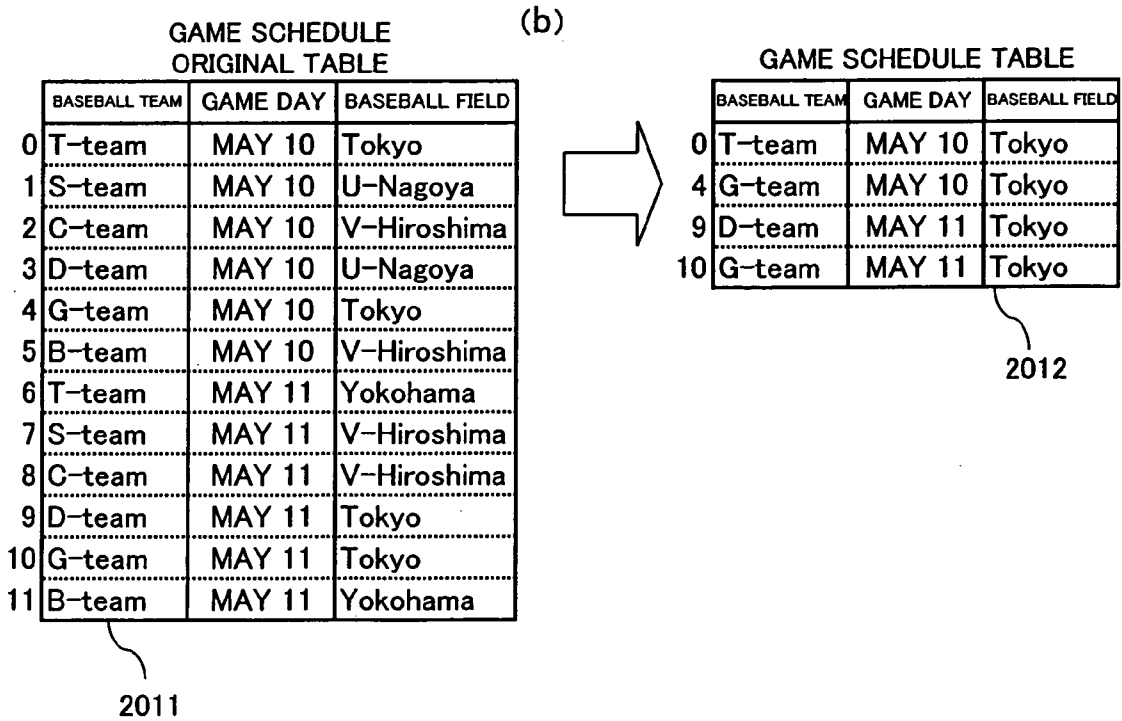 (b)
GAME SCHEDULE
ORIGINAL TABLE
BASEBALL TEAM GAME DAY BASEBALL FIELD
0 T-team MAY 10 Tokyo
1 S-team MAY 10 U-Nagoya
2 C-team MAY 10 V-Hiroshima
3 D-team MAY 10 U-Nagoya
4 G-team MAY 10 Tokyo
5 B-team MAY 10 V-Hiroshima
6 T-team MAY 11 Yokohama
7 S-team MAY 11 V-Hiroshima
8 C-team MAY 11 V-Hiroshima
9 D-team MAY 11 Tokyo
10 G-team MAY 11 Tokyo
11 B-team MAY 11 Yokohama
2011
GAME SCHEDULE TABLE
BASEBALL TEAM GAME DAY BASEBALL FIELD
0 T-team MAY 10 Tokyo
4 G-team MAY 10 Tokyo
9 D-team MAY 11 Tokyo
10 G-team MAY 11 Tokyo
2012